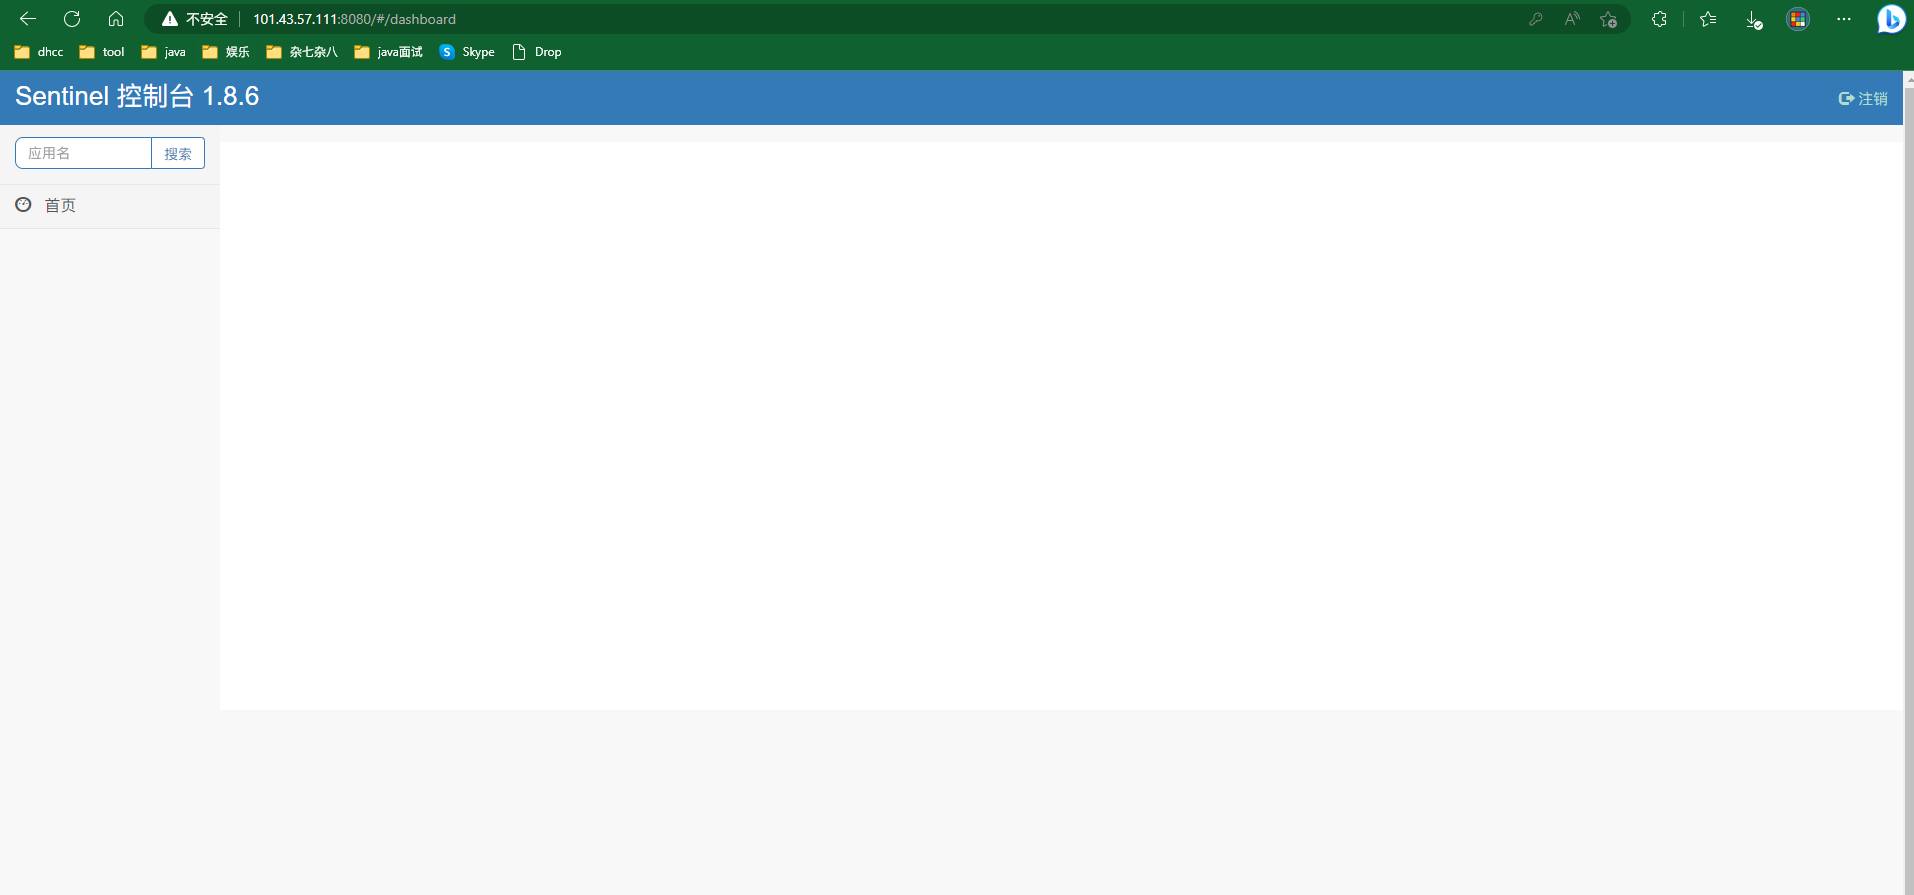 不安全 101.43.57.111:8080/#/dashboard
dhcc tool java 娱乐 杂七杂八 java面试 Skype Drop
Sentinel 控制台 1.8.6 注销
应用名 搜索
首页